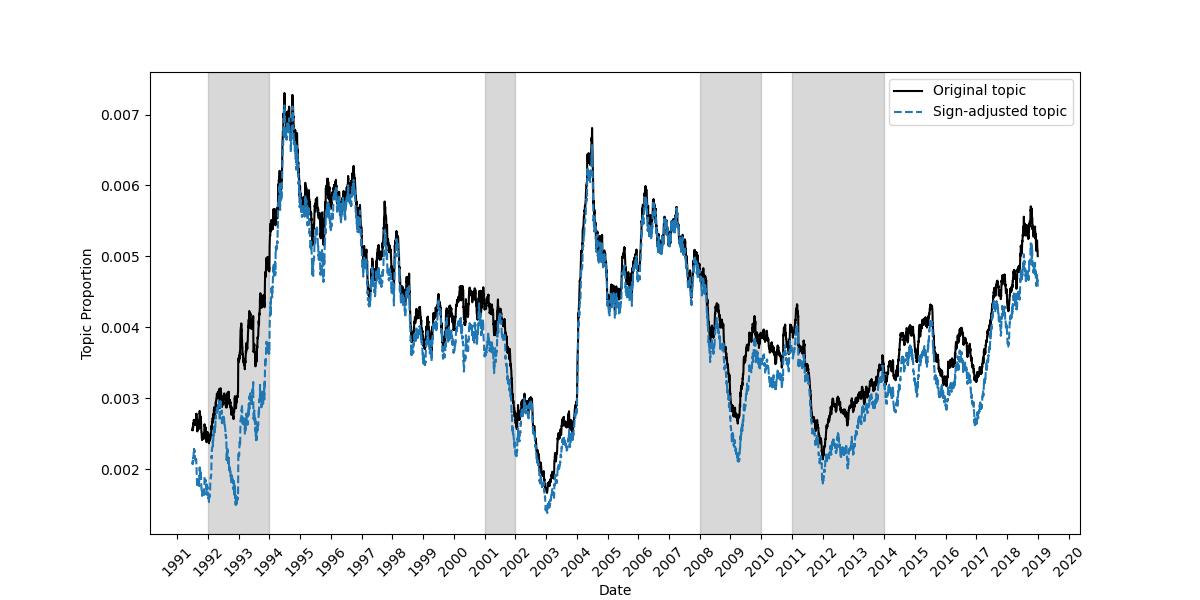 Original topic
Sign-adjusted topic
Topic Proportion
0.007
0.006
0.005
0.004
0.003
0.002
1991 1992 1993 1994 1995 1996 1997 1998 1999 2000 2001 2002 2003 2004 2005 2006 2007 2008 2009 2010 2011 2012 2013 2014 2015 2016 2017 2018 2019 2020
Date